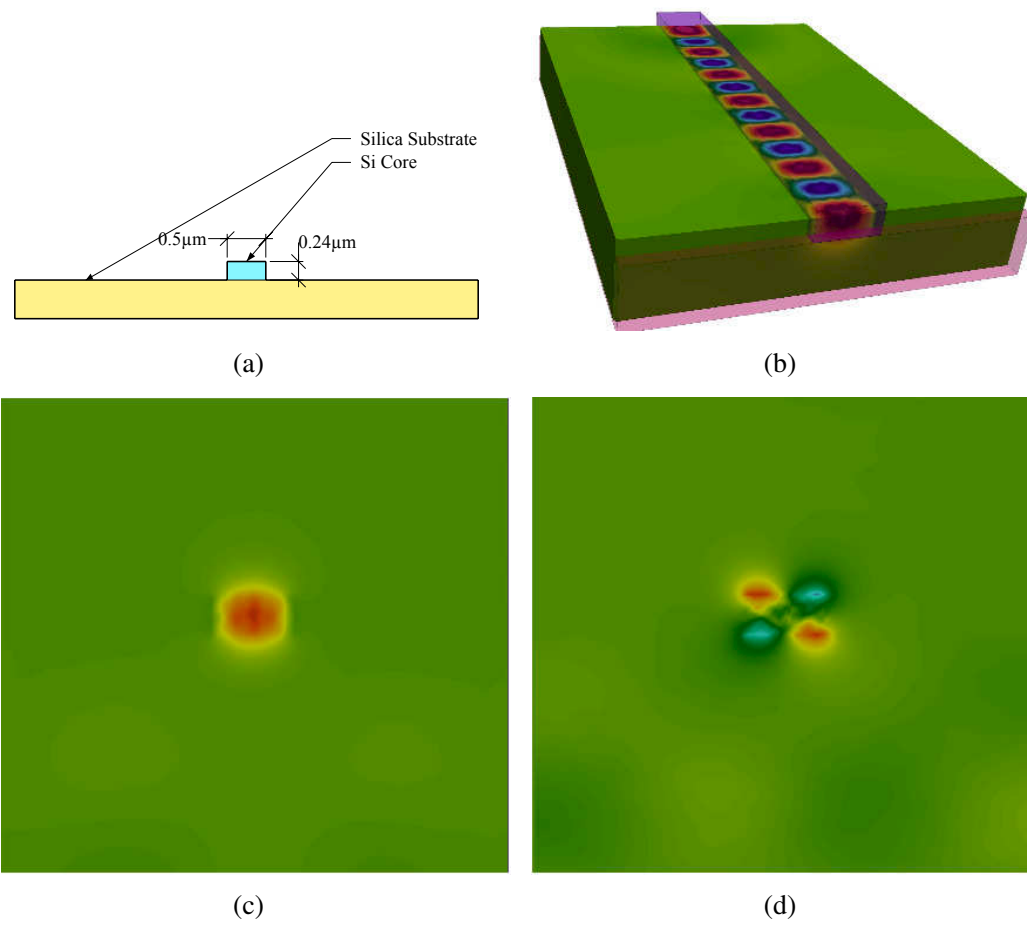 Silica Substrate
Si Core
0.5µm
0.24µm
(a)
(b)
(c)
(d)